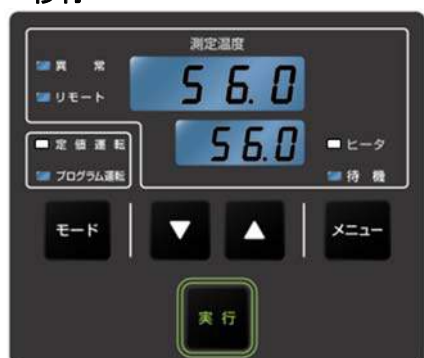 測定温度
異常
リモート
56.0
56.0
定値運転
プログラム運転
ヒータ
待機
モード
▼
▲
メニュー
実行